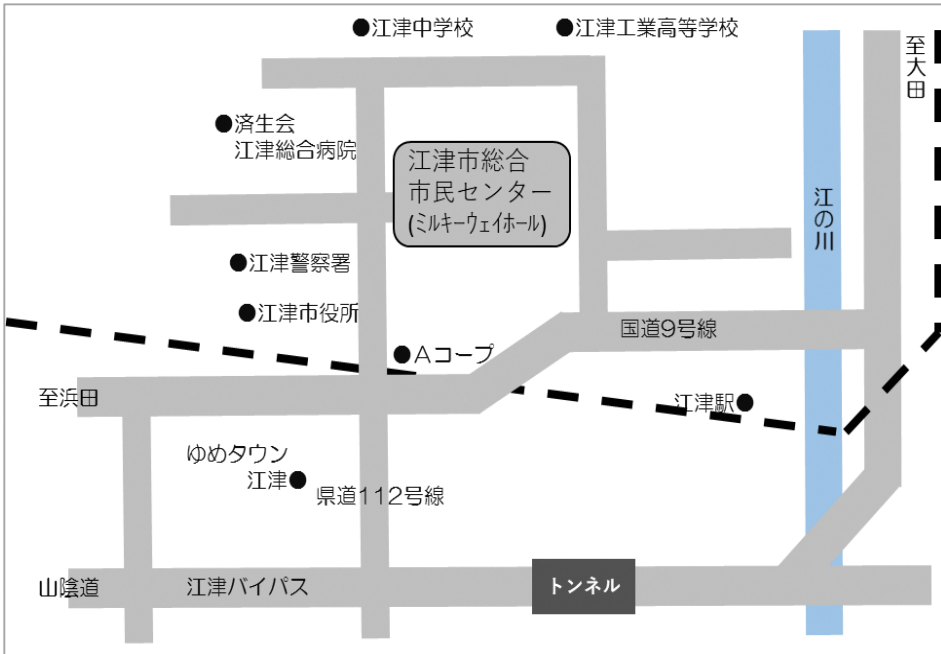 ●江津中学校
●江津工業高等学校
至大田
●済生会
江津総合病院
江津市総合
市民センター
(ミルキーウェイホール)
江の川
●江津警察署
●江津市役所
国道9号線
●Aコープ
至浜田
江津駅●
ゆめタウン
江津●
県道112号線
山陰道
江津バイパス
トンネル